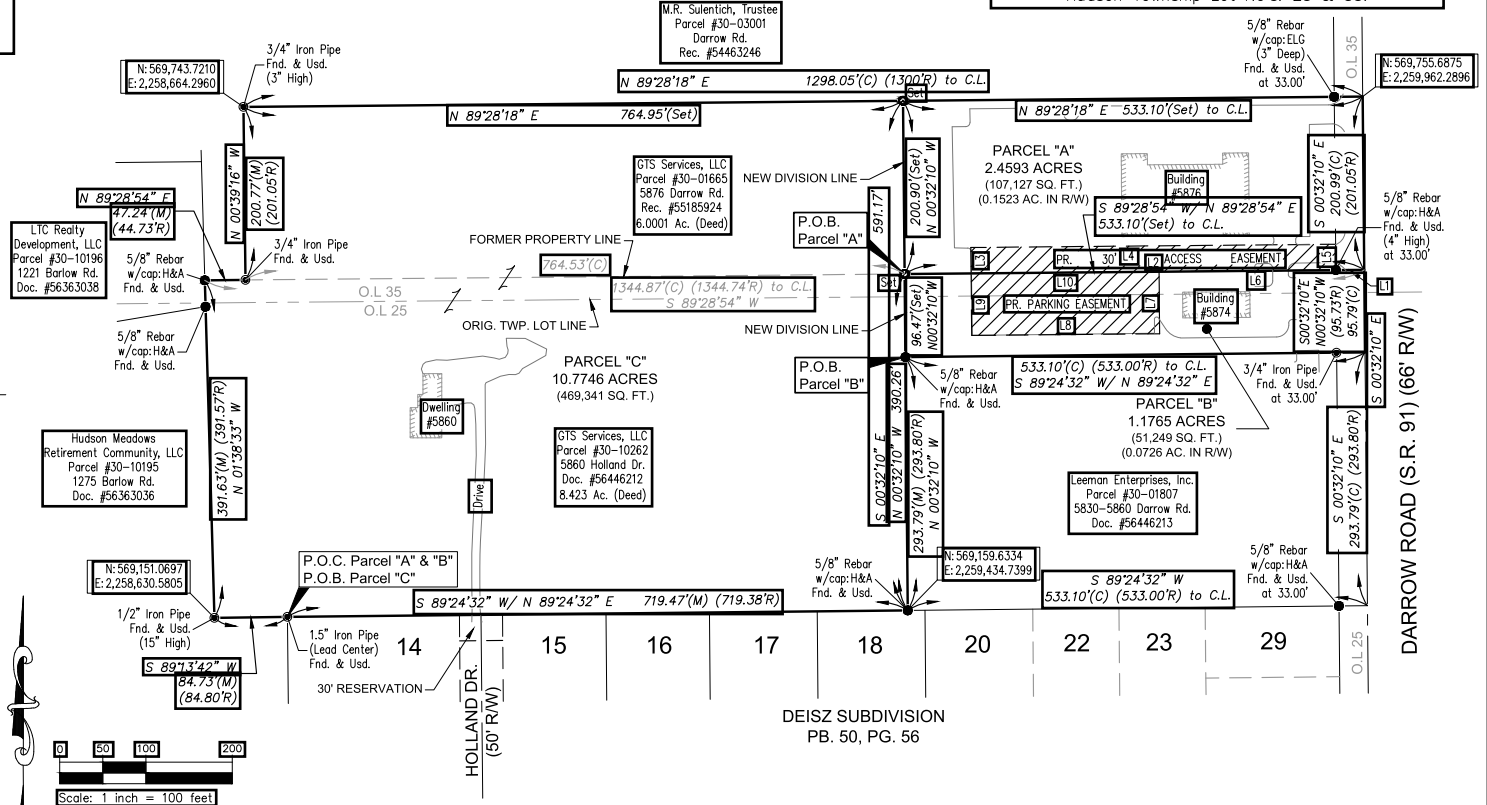 Hudson Township Lot No's. 25 & 35.
M.R. Sulentich, Trustee
Parcel #30-03001
Darrow Rd.
Rec. #54463246
3/4" Iron Pipe
Fnd. & Usd.
(3" High)
N: 569,743.7210
E: 2,258,664.2960
N 89°28'18" E 1298.05'(C) (1300'R) to C.L.
Set
N 89°28'18" E 764.95'(Set)
N 89°28'18" E 533.10'(Set) to C.L.
5/8" Rebar
w/cap:ELG
(3" Deep)
Fnd. & Usd.
at 33.00'
O.L 35
N: 569,755.6875
E: 2,259,962.2896
N 00°39'16" W
200.77'(M)
(201.05'R)
N 89°28'54" E
47.24'(M)
(44.73'R)
LTC Realty
Development, LLC
Parcel #30-10196
1221 Barlow Rd.
Doc. #56363038
5/8" Rebar
w/cap:H&A
Fnd. & Usd.
3/4" Iron Pipe
Fnd. & Usd.
GTS Services, LLC
Parcel #30-01665
5876 Darrow Rd.
Rec. #55185924
6.0001 Ac. (Deed)
NEW DIVISION LINE
591.17'
200.90'(Set)
N 00°32'10" W
PARCEL "A"
2.4593 ACRES
(107,127 SQ. FT.)
(0.1523 AC. IN R/W)
Building
#5876
S 89°28'54" W/ N 89°28'54" E
533.10'(Set) to C.L.
S 00°32'10" E
200.99'(C)
(201.05'R)
5/8" Rebar
w/cap:H&A
Fnd. & Usd.
(4" High)
at 33.00'
P.O.B.
Parcel "A"
FORMER PROPERTY LINE
764.53'(C)
1344.87'(C) (1344.74'R) to C.L.
S 89°28'54" W
O.L 35
O.L 25
ORIG. TWP. LOT LINE
Set
L3
PR. 30' L4 L2 ACCESS EASEMENT
L5
L10
L6
L1
L9
PR. PARKING EASEMENT
L7
L8
Building
#5874
NEW DIVISION LINE
96.47'(Set)
N00°32'10"W
S00°32'10"E
N00°32'10"W
(95.73'R)
95.79'(C)
5/8" Rebar
w/cap:H&A
Fnd. & Usd.
PARCEL "C"
10.7746 ACRES
(469,341 SQ. FT.)
P.O.B.
Parcel "B"
5/8" Rebar
w/cap:H&A
Fnd. & Usd.
533.10'(C) (533.00'R) to C.L.
S 89°24'32" W/ N 89°24'32" E
3/4" Iron Pipe
Fnd. & Usd.
at 33.00'
S 00°32'10" E
DARROW ROAD (S.R. 91) (66' R/W)
PARCEL "B"
1.1765 ACRES
(51,249 SQ. FT.)
(0.0726 AC. IN R/W)
Dwelling
#5860
391.63'(M) (391.57'R)
N 01°38'33" W
Hudson Meadows
Retirement Community, LLC
Parcel #30-10195
1275 Barlow Rd.
Doc. #56363036
GTS Services, LLC
Parcel #30-10262
5860 Holland Dr.
Doc. #56446212
8.423 Ac. (Deed)
Drive
S 00°32'10" E
N 00°32'10" W 390.26'
293.79'(M) (293.80'R)
N 00°32'10" W
Leeman Enterprises, Inc.
Parcel #30-01807
5830-5860 Darrow Rd.
Doc. #56446213
S 00°32'10" E
293.79'(C) (293.80'R)
N: 569,151.0697
E: 2,258,630.5805
P.O.C. Parcel "A" & "B"
P.O.B. Parcel "C"
5/8" Rebar
w/cap:H&A
Fnd. & Usd.
N: 569,159.6334
E: 2,259,434.7399
5/8" Rebar
w/cap:H&A
Fnd. & Usd.
at 33.00'
S 89°24'32" W/ N 89°24'32" E 719.47'(M) (719.38'R)
S 89°24'32" W
533.10'(C) (533.00'R) to C.L.
1/2" Iron Pipe
Fnd. & Usd.
(15" High)
1.5" Iron Pipe
(Lead Center)
Fnd. & Usd.
S 89°13'42" W
84.73'(M)
(84.80'R)
14
15
16
17
18
20
22
23
29
O.L 25
30' RESERVATION
HOLLAND DR.
(50' R/W)
DEISZ SUBDIVISION
PB. 50, PG. 56
0 50 100 200
Scale: 1 inch = 100 feet